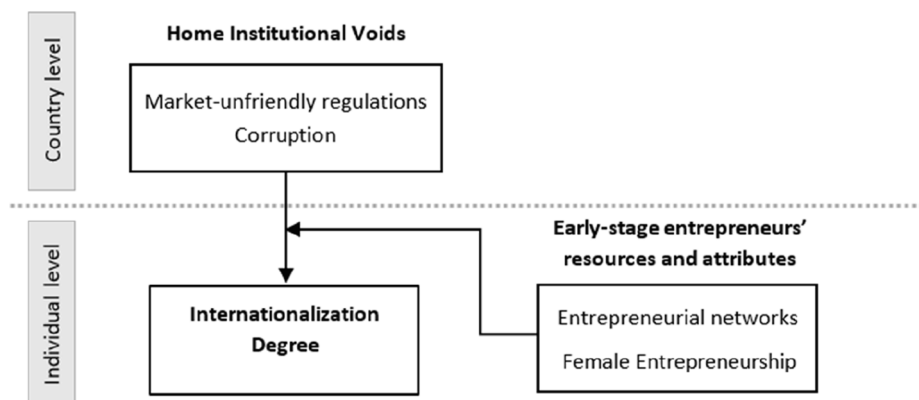 Country level
Home Institutional Voids
Market-unfriendly regulations
Corruption
Individual level
Early-stage entrepreneurs’
resources and attributes
Internationalization
Degree
Entrepreneurial networks
Female Entrepreneurship